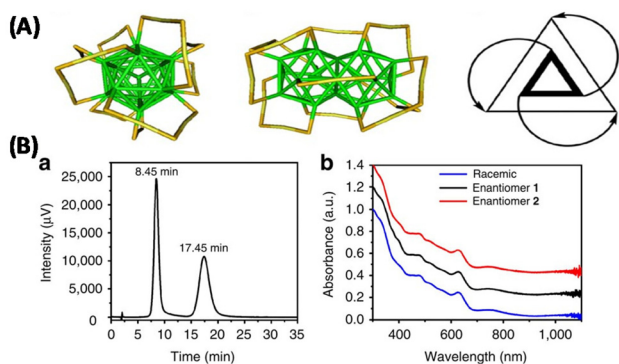 (A)
(B)
a
8.45 min
17.45 min
25,000
20,000
15,000
10,000
5,000
0
Intensity (µV)
0 5 10 15 20 25 30 35
Time (min)
b
Racemic
Enantiomer 1
Enantiomer 2
1.4
1.2
1.0
0.8
0.6
0.4
0.2
0.0
Absorbance (a.u.)
400 600 800 1,000
Wavelength (nm)